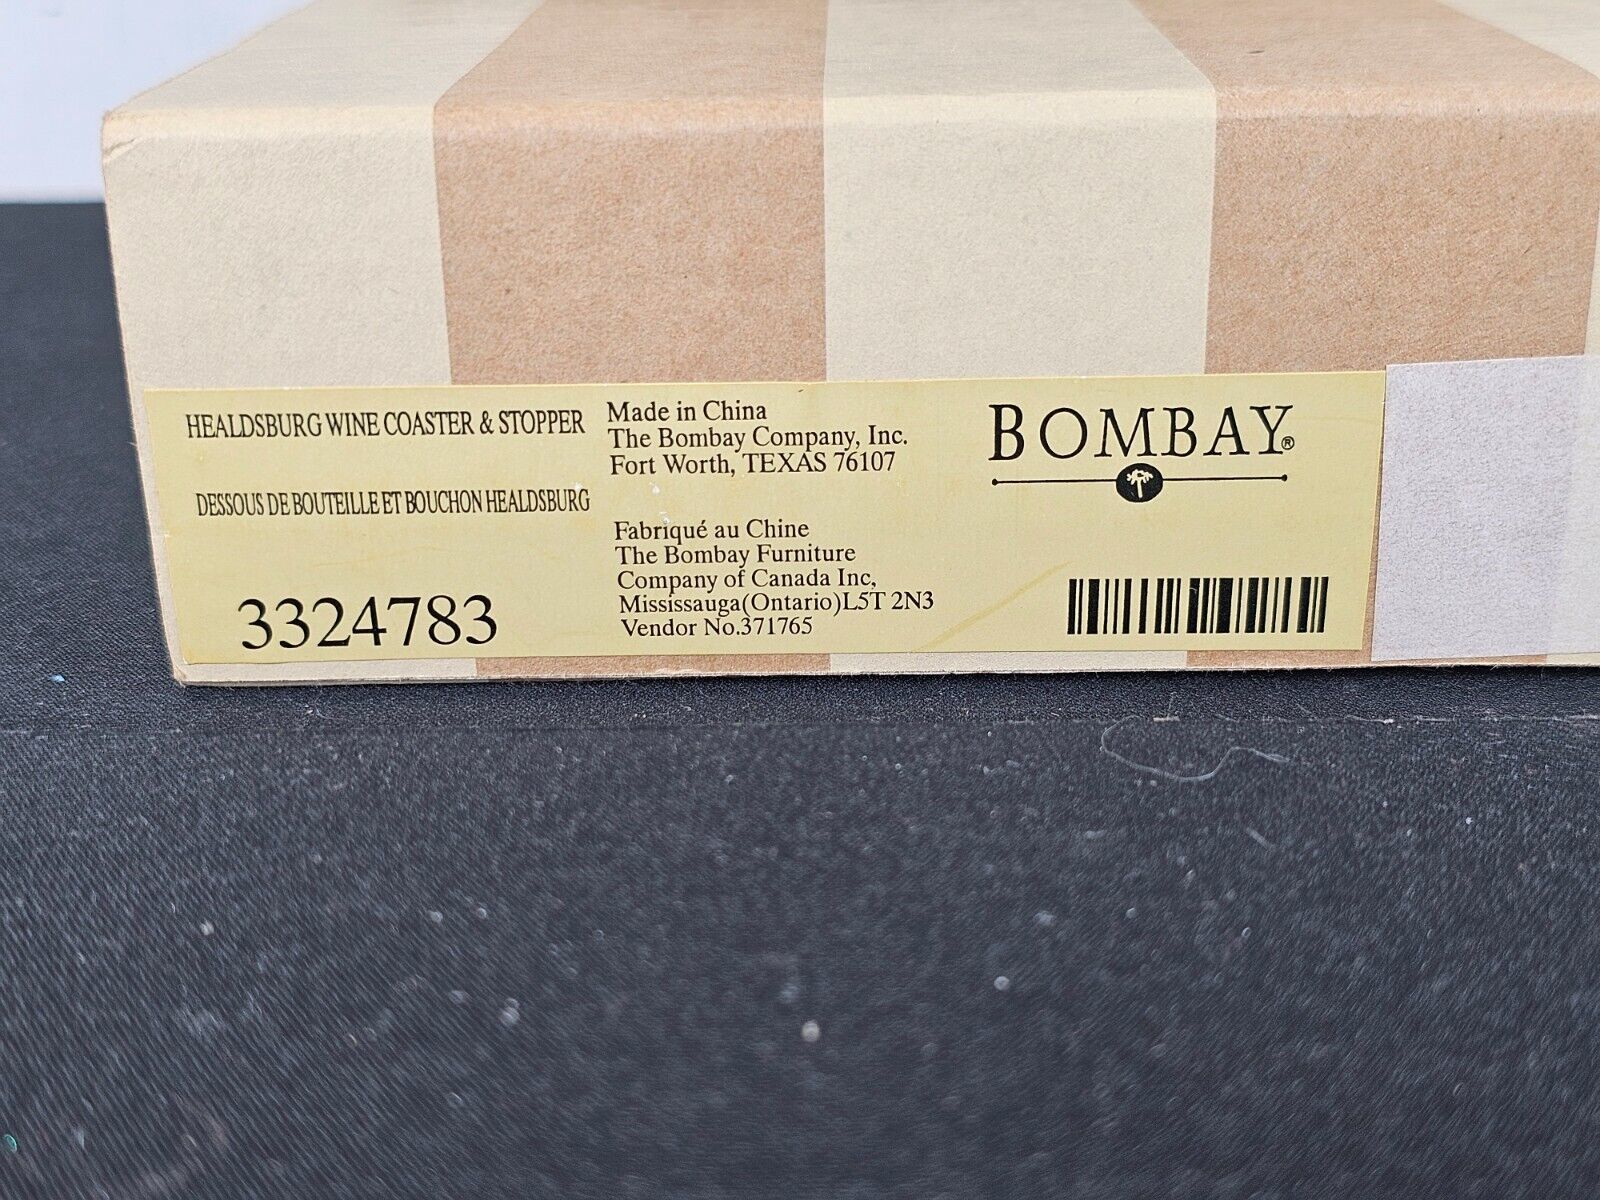 HEALDSBURG WINE COASTER & STOPPER
DESSOUS DE BOUTEILLE ET BOUCHON HEALDSBURG
3324783
Made in China
The Bombay Company, Inc.
Fort Worth, TEXAS 76107
Fabriqué au Chine
The Bombay Furniture
Company of Canada Inc,
Mississauga(Ontario)L5T 2N3
Vendor No.371765
BOMBAY®